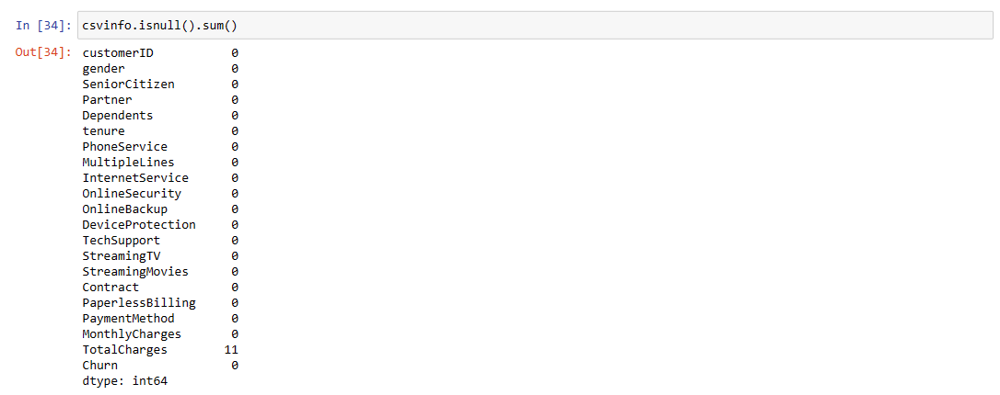 In [34]: csvinfo.isnull().sum()
Out[34]: customerID 0
gender 0
SeniorCitizen 0
Partner 0
Dependents 0
tenure 0
PhoneService 0
MultipleLines 0
InternetService 0
OnlineSecurity 0
OnlineBackup 0
DeviceProtection 0
TechSupport 0
StreamingTV 0
StreamingMovies 0
Contract 0
PaperlessBilling 0
PaymentMethod 0
MonthlyCharges 0
TotalCharges 11
Churn 0
dtype: int64